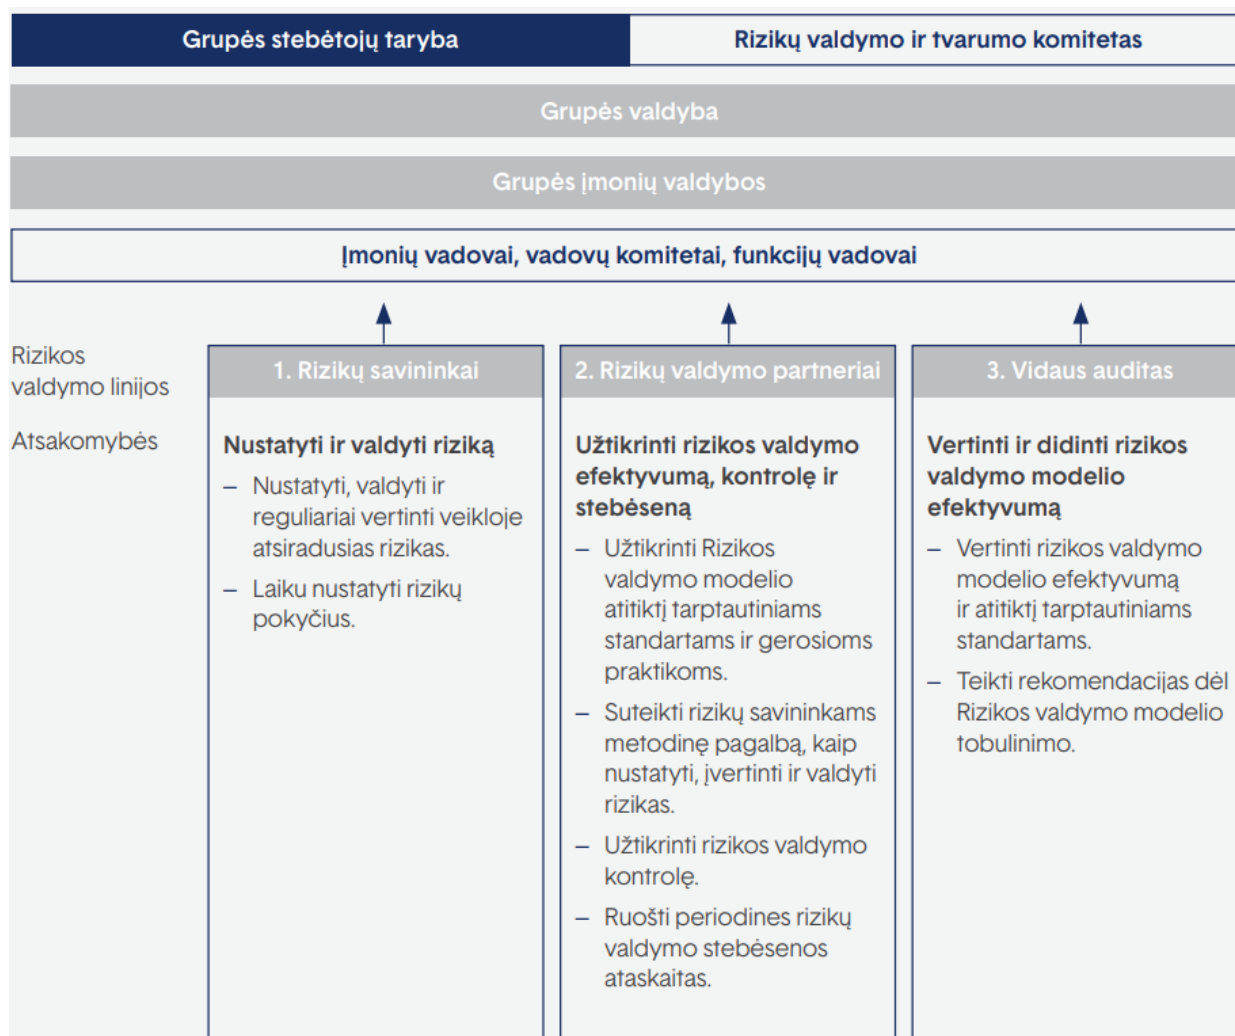 Grupės stebėtojų taryba
Rizikų valdymo ir tvarumo komitetas
Grupės valdyba
Grupės įmonių valdybos
Įmonių vadovai, vadovų komitetai, funkcijų vadovai
Rizikos
valdymo linijos
1. Rizikų savininkai
2. Rizikų valdymo partneriai
3. Vidaus auditas
Atsakomybės
Nustatyti ir valdyti riziką
– Nustatyti, valdyti ir
reguliariai vertinti veikloje
atsiradusias rizikas.
– Laiku nustatyti rizikų
pokyčius.
Užtikrinti rizikos valdymo
efektyvumą, kontrolę ir
stebėseną
– Užtikrinti Rizikos
valdymo modelio
atitiktį tarptautiniams
standartams ir gerosioms
praktikoms.
– Suteikti rizikų savininkams
metodinę pagalbą, kaip
nustatyti, įvertinti ir valdyti
rizikas.
– Užtikrinti rizikos valdymo
kontrolę.
– Ruošti periodines rizikų
valdymo stebėsenos
ataskaitas.
Vertinti ir didinti rizikos
valdymo modelio
efektyvumą
– Vertinti rizikos valdymo
modelio efektyvumą
ir atitiktį tarptautiniams
standartams.
– Teikti rekomendacijas dėl
Rizikos valdymo modelio
tobulinimo.